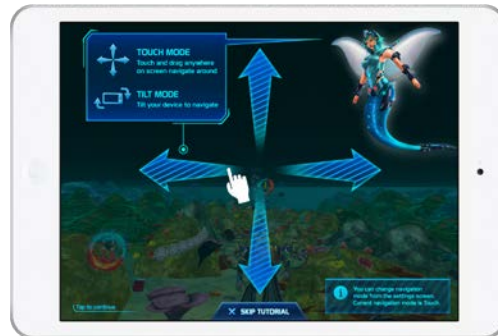 TOUCH MODE
Touch and drag anywhere
on screen navigate around
TILT MODE
Tilt your device to navigate
You can change navigation
mode from the settings screen.
Current navigation mode is Touch.
(Tap to continue)
SKIP TUTORIAL